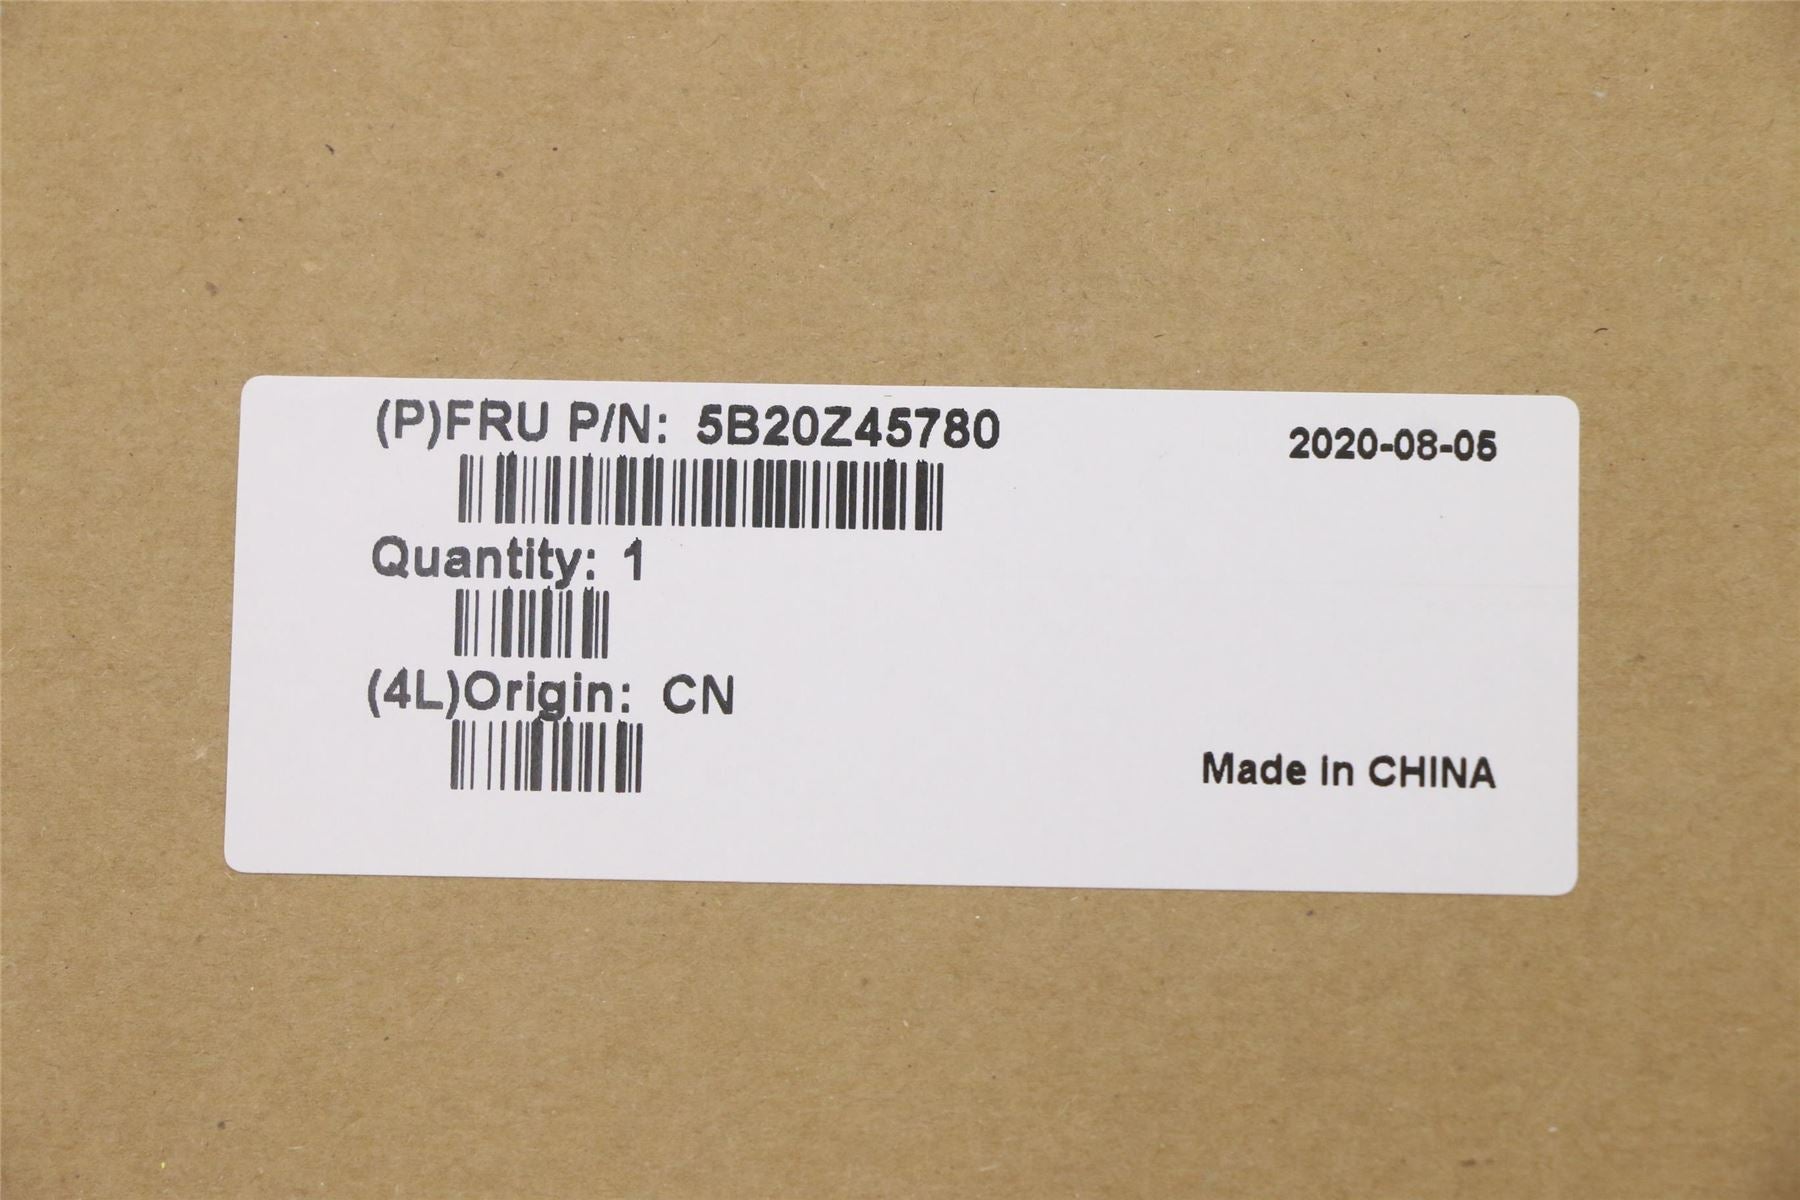 (P)FRU P/N: 5B20Z45780
2020-08-05
Quantity: 1
(4L)Origin: CN
Made in CHINA